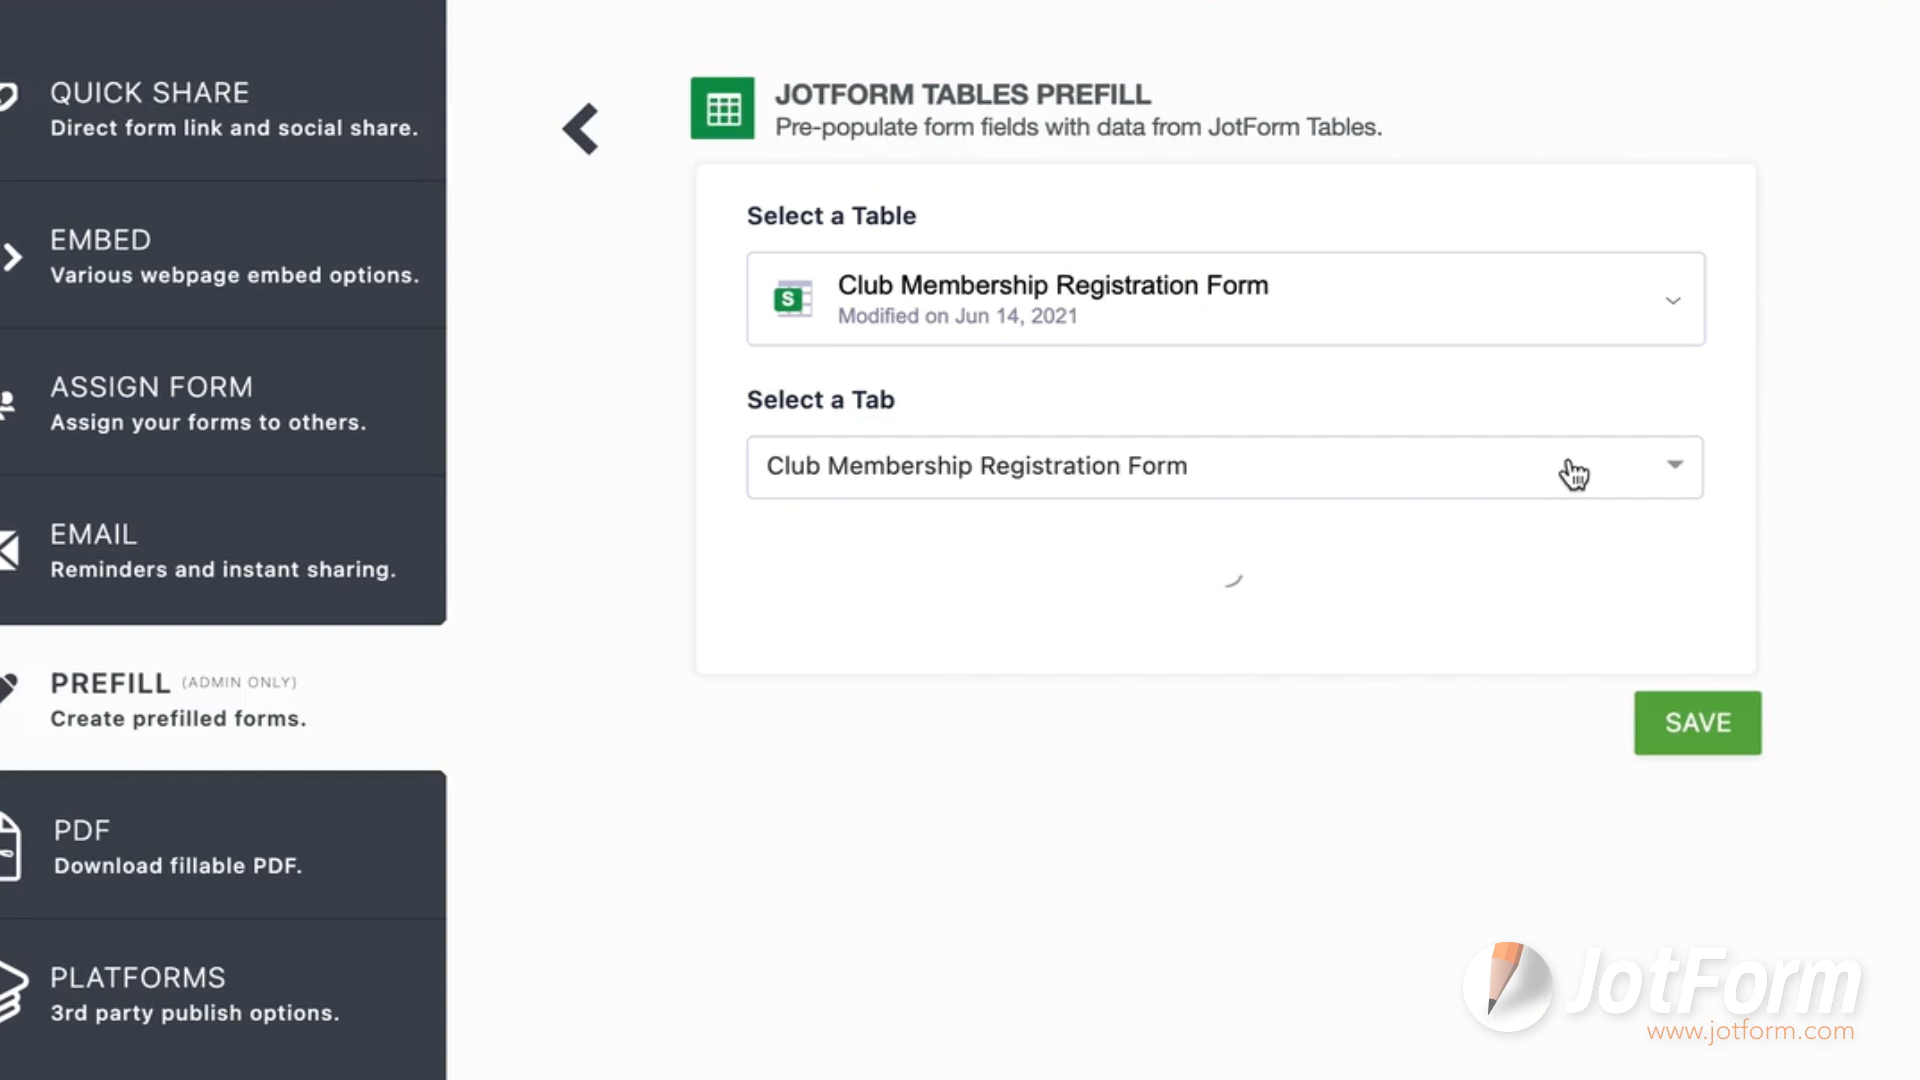 QUICK SHARE
Direct form link and social share.
EMBED
Various webpage embed options.
ASSIGN FORM
Assign your forms to others.
EMAIL
Reminders and instant sharing.
PREFILL (ADMIN ONLY)
Create prefilled forms.
PDF
Download fillable PDF.
PLATFORMS
3rd party publish options.
JOTFORM TABLES PREFILL
Pre-populate form fields with data from JotForm Tables.
Select a Table
S
Club Membership Registration Form
Modified on Jun 14, 2021
Select a Tab
Club Membership Registration Form
SAVE
JotForm
www.jotform.com